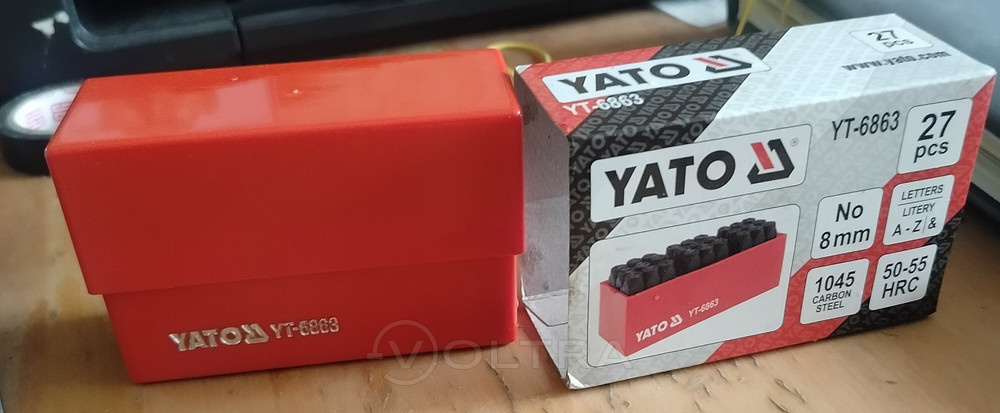 YATO YT-6863
YATO ®
YT-6863
27
pcs
www.yato.com
YT-6863
27
pcs
YATO ®
No
8mm
LETTERS
LITERY
A - Z &
1045
CARBON
STEEL
50-55
HRC
YATO YT-6863
VOLTRA